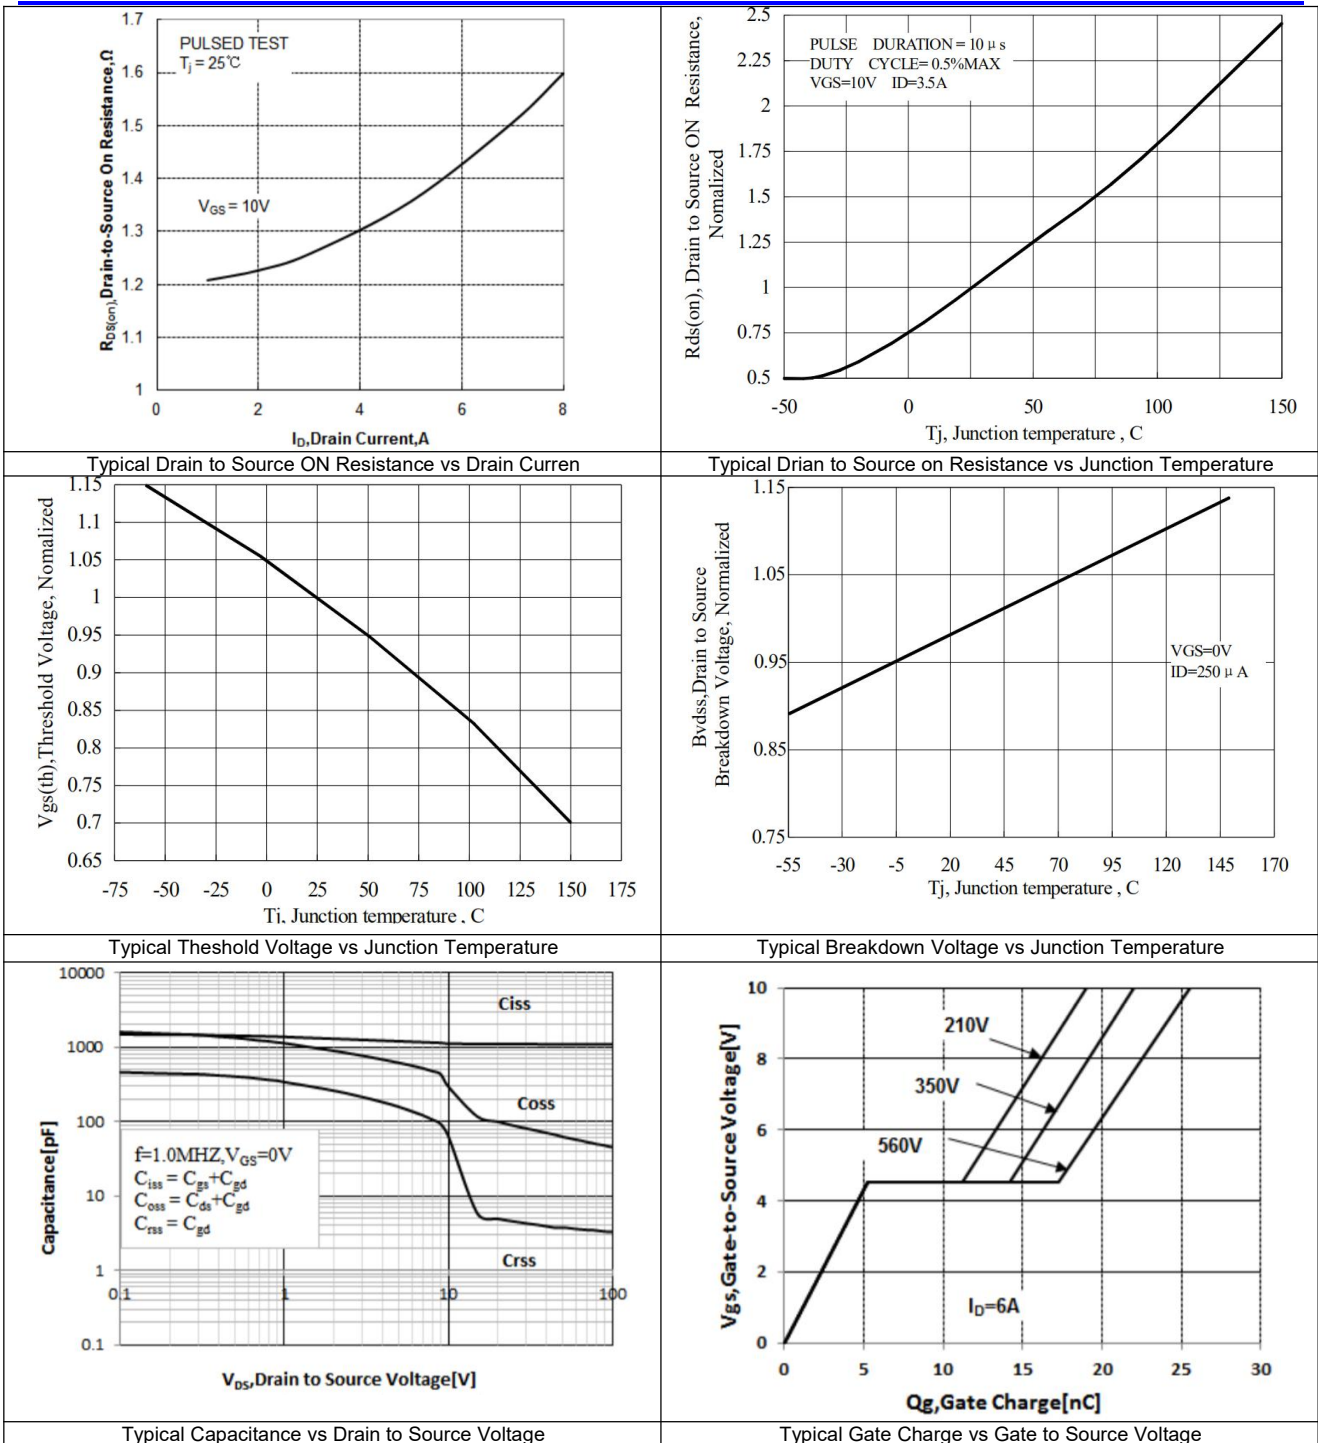 1.7
1.6
1.5
1.4
1.3
1.2
1.1
1
PULSED TEST
Tj = 25℃
VGS = 10V
RDS(on),Drain-to-Source On Resistance,Ω
0 2 4 6 8
ID,Drain Current,A
Typical Drain to Source ON Resistance vs Drain Curren
2.5
2.25
2
1.75
1.5
1.25
1
0.75
0.5
PULSE DURATION = 10 μ s
DUTY CYCLE= 0.5%MAX
VGS=10V ID=3.5A
Rds(on), Drain to Source ON Resistance,
Nomalized
-50 0 50 100 150
Tj, Junction temperature , C
Typical Drian to Source on Resistance vs Junction Temperature
1.15
1.1
1.05
1
0.95
0.9
0.85
0.8
0.75
0.7
0.65
Vgs(th),Threshold Voltage, Nomalized
-75 -50 -25 0 25 50 75 100 125 150 175
Tj, Junction temperature , C
Typical Theshold Voltage vs Junction Temperature
1.15
1.05
0.95
0.85
0.75
Bvdss,Drain to Source
Breakdown Voltage, Normalized
VGS=0V
ID=250 μ A
-55 -30 -5 20 45 70 95 120 145 170
Tj, Junction temperature , C
Typical Breakdown Voltage vs Junction Temperature
10000
1000
100
10
1
0.1
Ciss
Coss
Crss
f=1.0MHZ,VGS=0V
Ciss = Cgs+Cgd
Coss = Cds+Cgd
Crss = Cgd
Capacitance[pF]
0.1 1 10 100
VDS,Drain to Source Voltage[V]
Typical Capacitance vs Drain to Source Voltage
10
8
6
4
2
0
210V
350V
560V
ID=6A
Vgs,Gate-to-Source Voltage[V]
0 5 10 15 20 25 30
Qg,Gate Charge[nC]
Typical Gate Charge vs Gate to Source Voltage